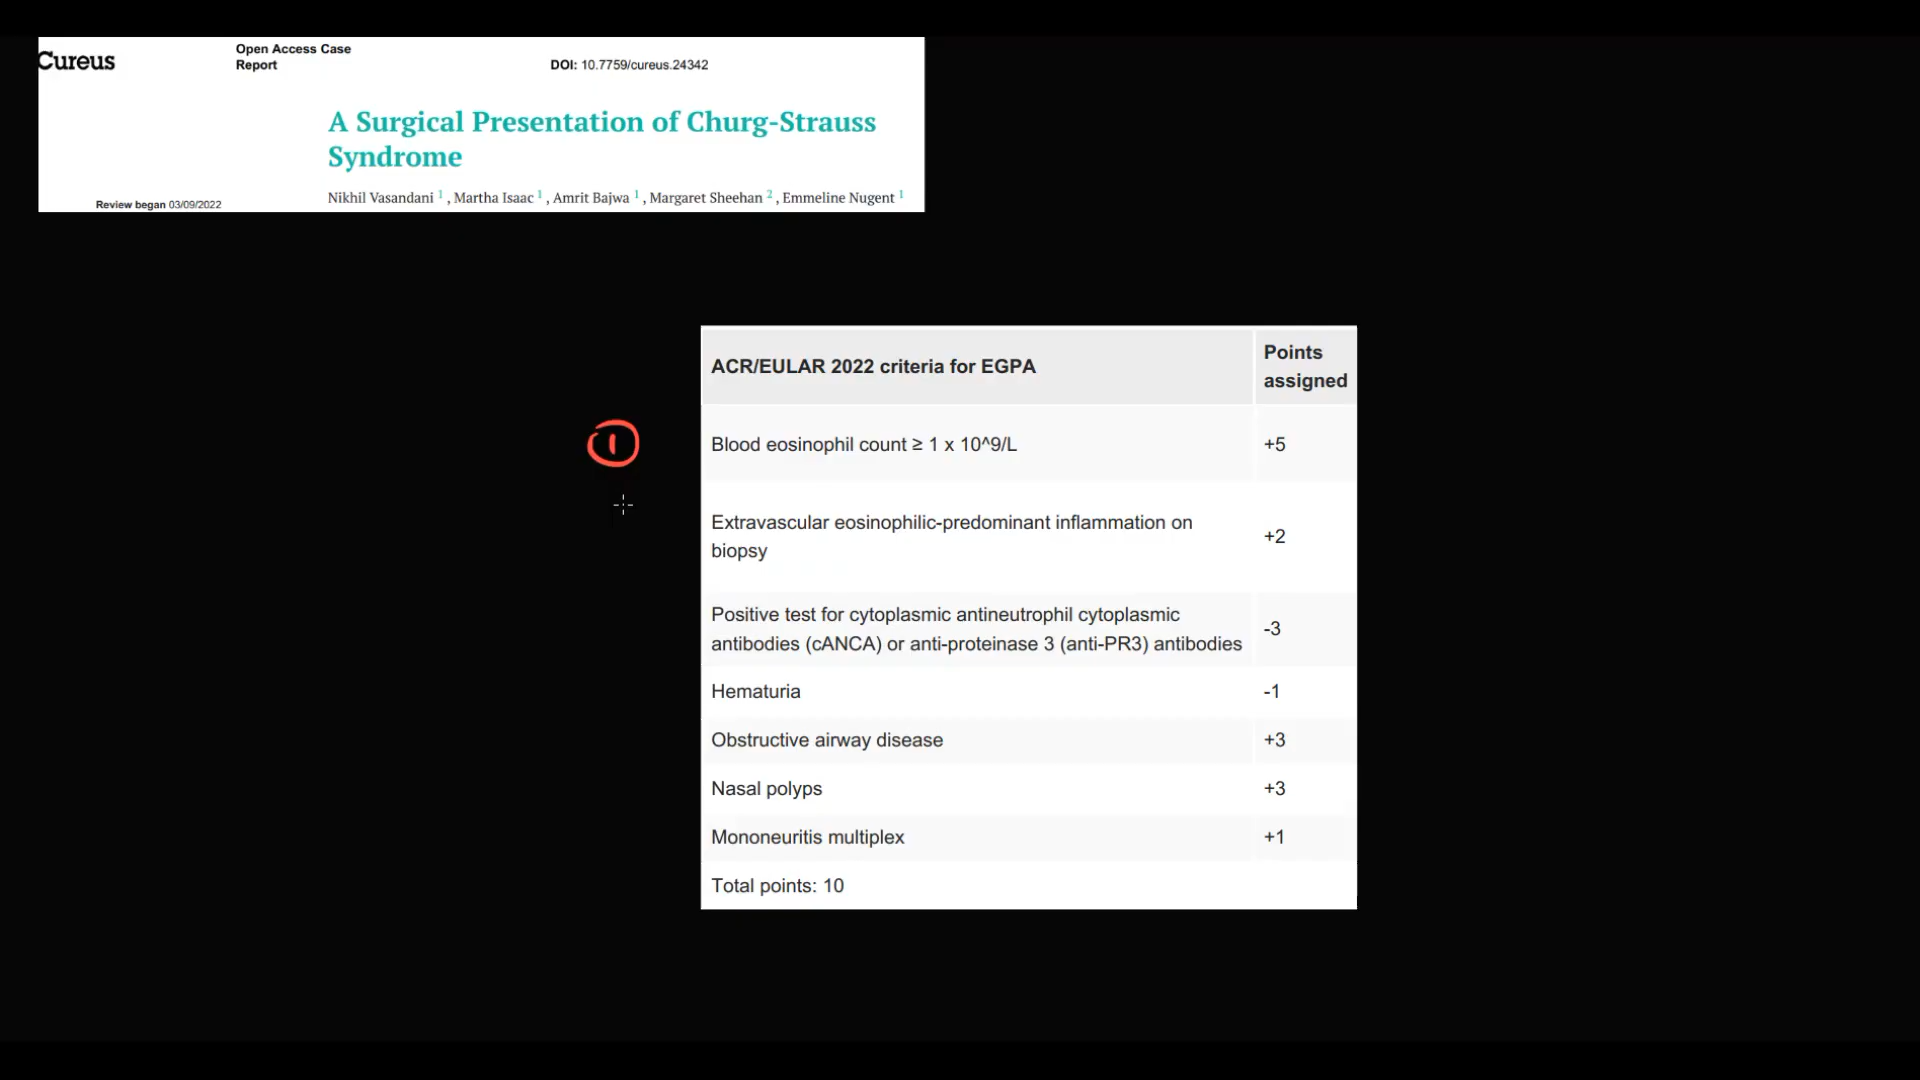 Cureus
Open Access Case
Report
DOI: 10.7759/cureus.24342
A Surgical Presentation of Churg-Strauss
Syndrome
Review began 03/09/2022
Nikhil Vasandani 1 , Martha Isaac 1 , Amrit Bajwa 1 , Margaret Sheehan 2 , Emmeline Nugent 1
ACR/EULAR 2022 criteria for EGPA
Points
assigned
1
Blood eosinophil count ≥ 1 x 10^9/L
+5
Extravascular eosinophilic-predominant inflammation on
biopsy
+2
Positive test for cytoplasmic antineutrophil cytoplasmic
antibodies (cANCA) or anti-proteinase 3 (anti-PR3) antibodies
-3
Hematuria
-1
Obstructive airway disease
+3
Nasal polyps
+3
Mononeuritis multiplex
+1
Total points: 10